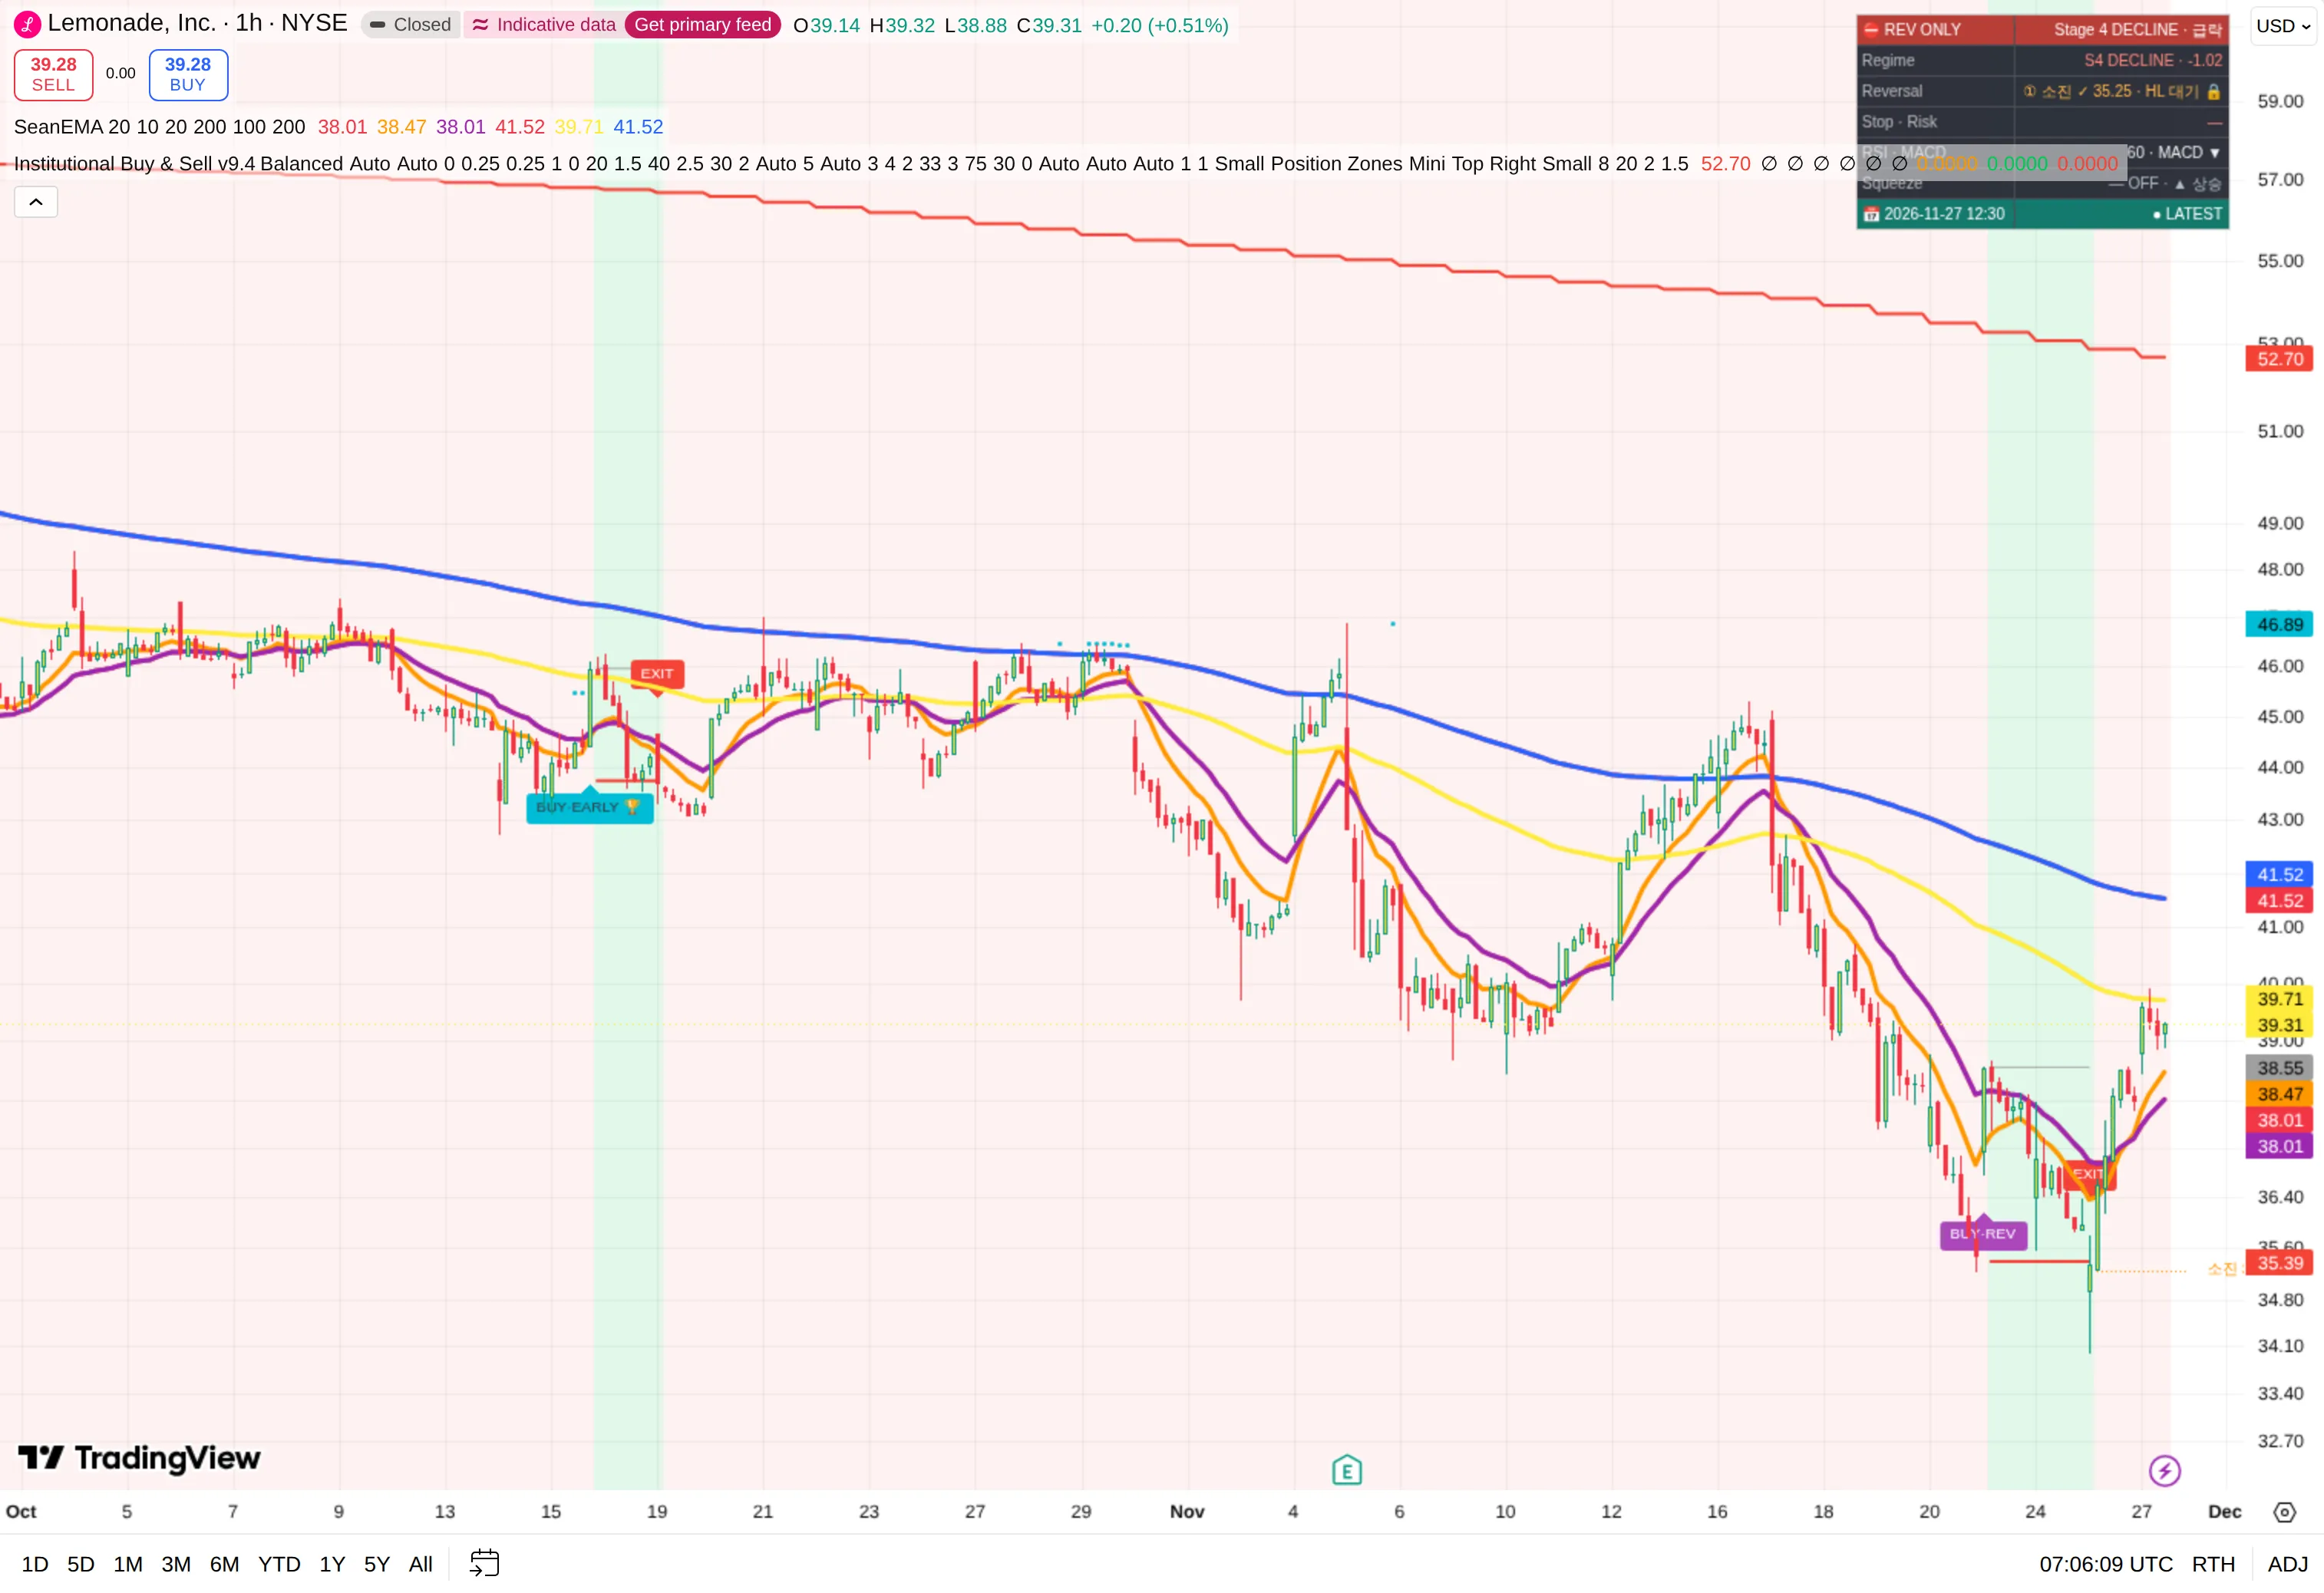 Lemonade, Inc. · 1h · NYSE Closed Indicative data Get primary feed O39.14 H39.32 L38.88 C39.31 +0.20 (+0.51%)
39.28 SELL 0.00 39.28 BUY
SeanEMA 20 10 20 200 100 200 38.01 38.47 38.01 41.52 39.71 41.52
Institutional Buy & Sell v9.4 Balanced Auto Auto 0 0.25 0.25 1 0 20 1.5 40 2.5 30 2 Auto 5 Auto 3 4 2 33 3 75 30 0 Auto Auto Auto 1 1 Small Position Zones Mini Top Right Small 8 20 2 1.5 52.70 ∅ ∅ ∅ ∅ ∅ ∅ 0.0000 0.0000 0.0000
REV ONLY Stage 4 DECLINE · 급락
Regime S4 DECLINE · -1.02
Reversal ① 소진 ✓ 35.25 · HL 대기 🔒
Stop · Risk —
RSI · MACD 60 · MACD ▼
Squeeze — OFF · ▲ 상승
2026-11-27 12:30 ● LATEST
USD
59.00
57.00
55.00
53.00
52.70
51.00
49.00
48.00
46.89
46.00
45.00
44.00
43.00
41.52
41.52
41.00
40.00
39.71
39.31
39.00
38.55
38.47
38.01
38.01
36.40
35.60
35.39
34.80
34.10
33.40
32.70
EXIT
BUY-EARLY 🏆
EXIT
BUY-REV
소진
TradingView
E
Oct 5 7 9 13 15 19 21 23 27 29 Nov 4 6 10 12 16 18 20 24 27 Dec
1D 5D 1M 3M 6M YTD 1Y 5Y All 07:06:09 UTC RTH ADJ